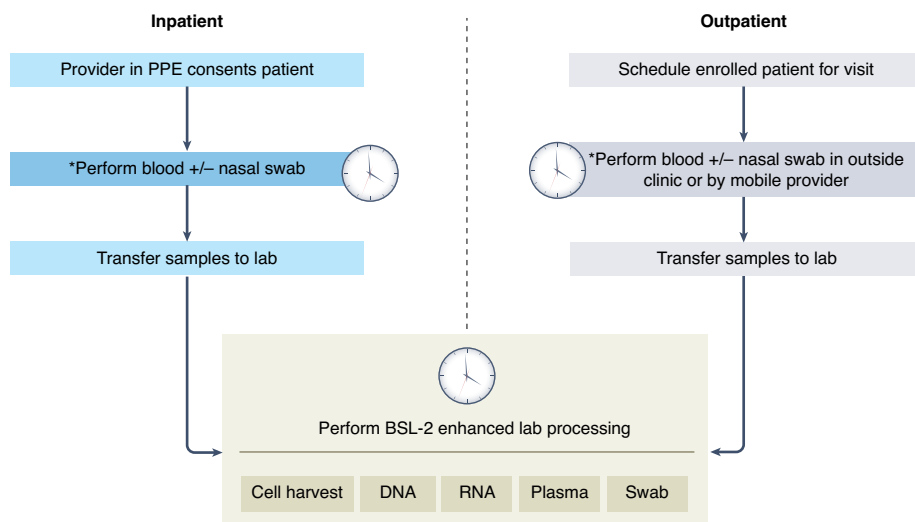 Inpatient
Outpatient
Provider in PPE consents patient
Schedule enrolled patient for visit
*Perform blood +/– nasal swab
*Perform blood +/– nasal swab in outside
clinic or by mobile provider
Transfer samples to lab
Transfer samples to lab
Perform BSL-2 enhanced lab processing
Cell harvest
DNA
RNA
Plasma
Swab